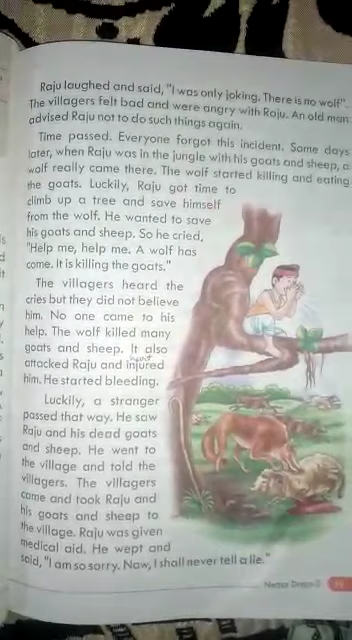 Raju laughed and said, "I was only joking. There is no wolf".
The villagers felt bad and were angry with Raju. An old man
advised Raju not to do such things again.
Time passed. Everyone forgot this incident. Some days
later, when Raju was in the jungle with his goats and sheep, a
wolf really came there. The wolf started killing and eating
the goats. Luckily, Raju got time to
climb up a tree and save himself
from the wolf. He wanted to save
his goats and sheep. So he cried,
"Help me, help me. A wolf has
come. It is killing the goats."
The villagers heard the
cries but they did not believe
him. No one came to his
help. The wolf killed many
goats and sheep. It also
attacked Raju and injured
him. He started bleeding.
Luckily, a stranger
passed that way. He saw
Raju and his dead goats
and sheep. He went to
the village and told the
villagers. The villagers
came and took Raju and
his goats and sheep to
the village. Raju was given
medical aid. He wept and
said, "I am so sorry. Now, I shall never tell a lie."